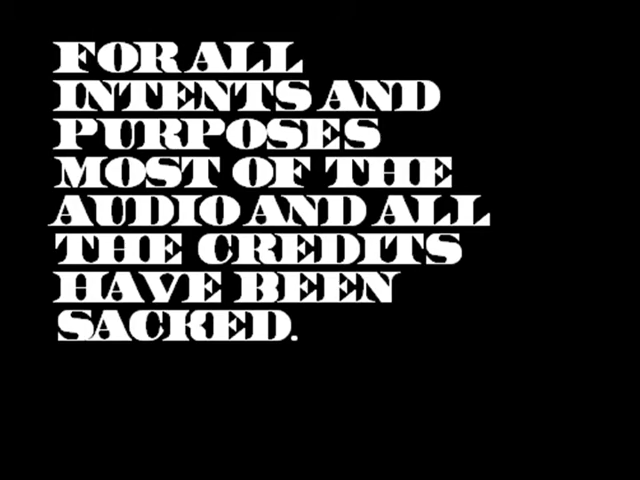 FOR ALL
INTENTS AND
PURPOSES
MOST OF THE
AUDIO AND ALL
THE CREDITS
HAVE BEEN
SACKED.